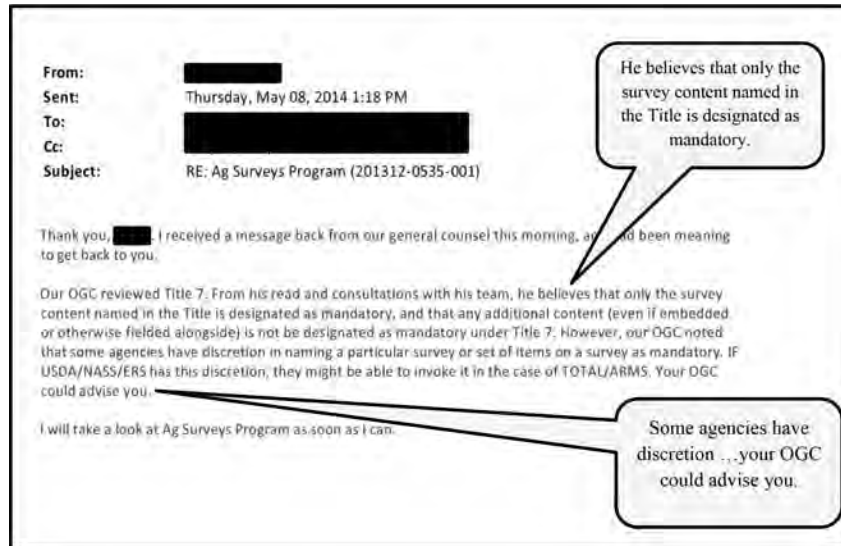 He believes that only the
survey content named in
the Title is designated as
mandatory.
From:
Sent: Thursday, May 08, 2014 1:18 PM
To:
Cc:
Subject: RE: Ag Surveys Program (201312-0535-001)
Thank you, . I received a message back from our general counsel this morning, and had been meaning
to get back to you.
Our OGC reviewed Title 7. From his read and consultations with his team, he believes that only the survey
content named in the Title is designated as mandatory, and that any additional content (even if embedded
or otherwise fielded alongside) is not be designated as mandatory under Title 7. However, our OGC noted
that some agencies have discretion in naming a particular survey or set of items on a survey as mandatory. IF
USDA/NASS/ERS has this discretion, they might be able to invoke it in the case of TOTAL/ARMS. Your OGC
could advise you.
I will take a look at Ag Surveys Program as soon as I can.
Some agencies have
discretion …your OGC
could advise you.